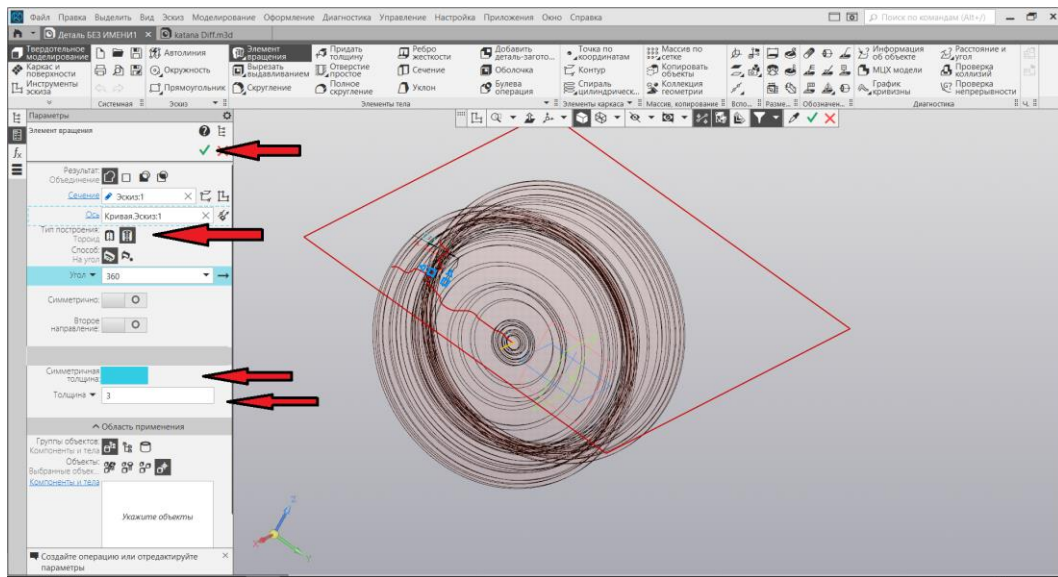 Файл Правка Выделить Вид Эскиз Моделирование Оформление Диагностика Управление Настройка Приложения Окно Справка
Поиск по командам (Alt+/)
Деталь БЕЗ ИМЕНИ1
katana Diff.m3d
Твердотельное моделирование
Каркас и поверхности
Инструменты эскиза
Системная
Автолиния
Окружность
Прямоугольник
Эскиз
Элемент вращения
Вырезать выдавливанием
Скругление
Придать толщину
Отверстие простое
Полное скругление
Ребро жесткости
Сечение
Уклон
Добавить деталь-загото...
Оболочка
Булева операция
Элементы тела
Точка по координатам
Контур
Спираль цилиндрическ...
Элементы каркаса
Массив по сетке
Копировать объекты
Коллекция геометрии
Массив, копирование
Вспо...
Разме...
Обозначен...
Информация об объекте
МЦХ модели
График кривизны
Расстояние и угол
Проверка коллизий
Проверка непрерывности
Диагностика
Параметры
Элемент вращения
Результат:
Объединение
Сечение
Эскиз:1
Ось
Кривая.Эскиз:1
Тип построения:
Тороид
Способ:
На угол
Угол
360
Симметрично:
Второе
направление:
Симметричная
толщина:
Толщина
3
Область применения
Группы объектов:
Компоненты и тела
Объекты:
Выбранные объек...
Компоненты и тела
Укажите объекты
Создайте операцию или отредактируйте
параметры
Z
X
Y